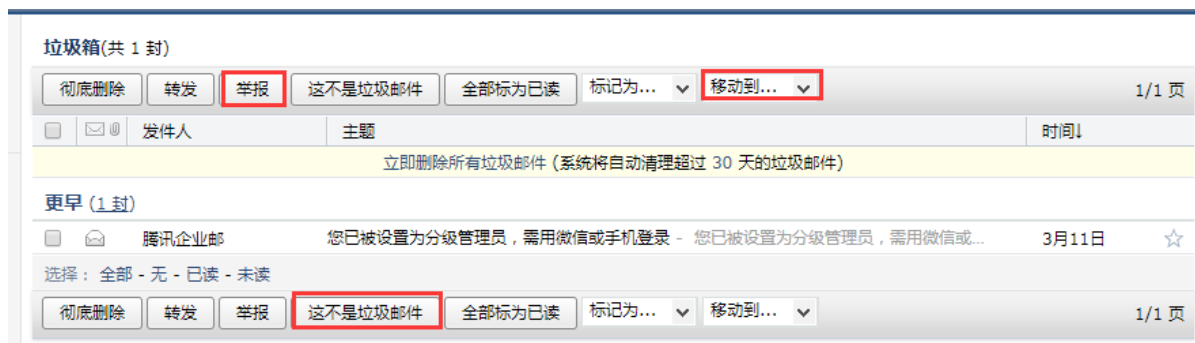 垃圾箱(共 1 封)
彻底删除 转发 举报 这不是垃圾邮件 全部标为已读 标记为... 移动到... 1/1 页
发件人 主题 时间↓
立即删除所有垃圾邮件 (系统将自动清理超过 30 天的垃圾邮件)
更早 (1 封)
腾讯企业邮 您已被设置为分级管理员，需用微信或手机登录 - 您已被设置为分级管理员，需用微信或... 3月11日
选择： 全部 - 无 - 已读 - 未读
彻底删除 转发 举报 这不是垃圾邮件 全部标为已读 标记为... 移动到... 1/1 页